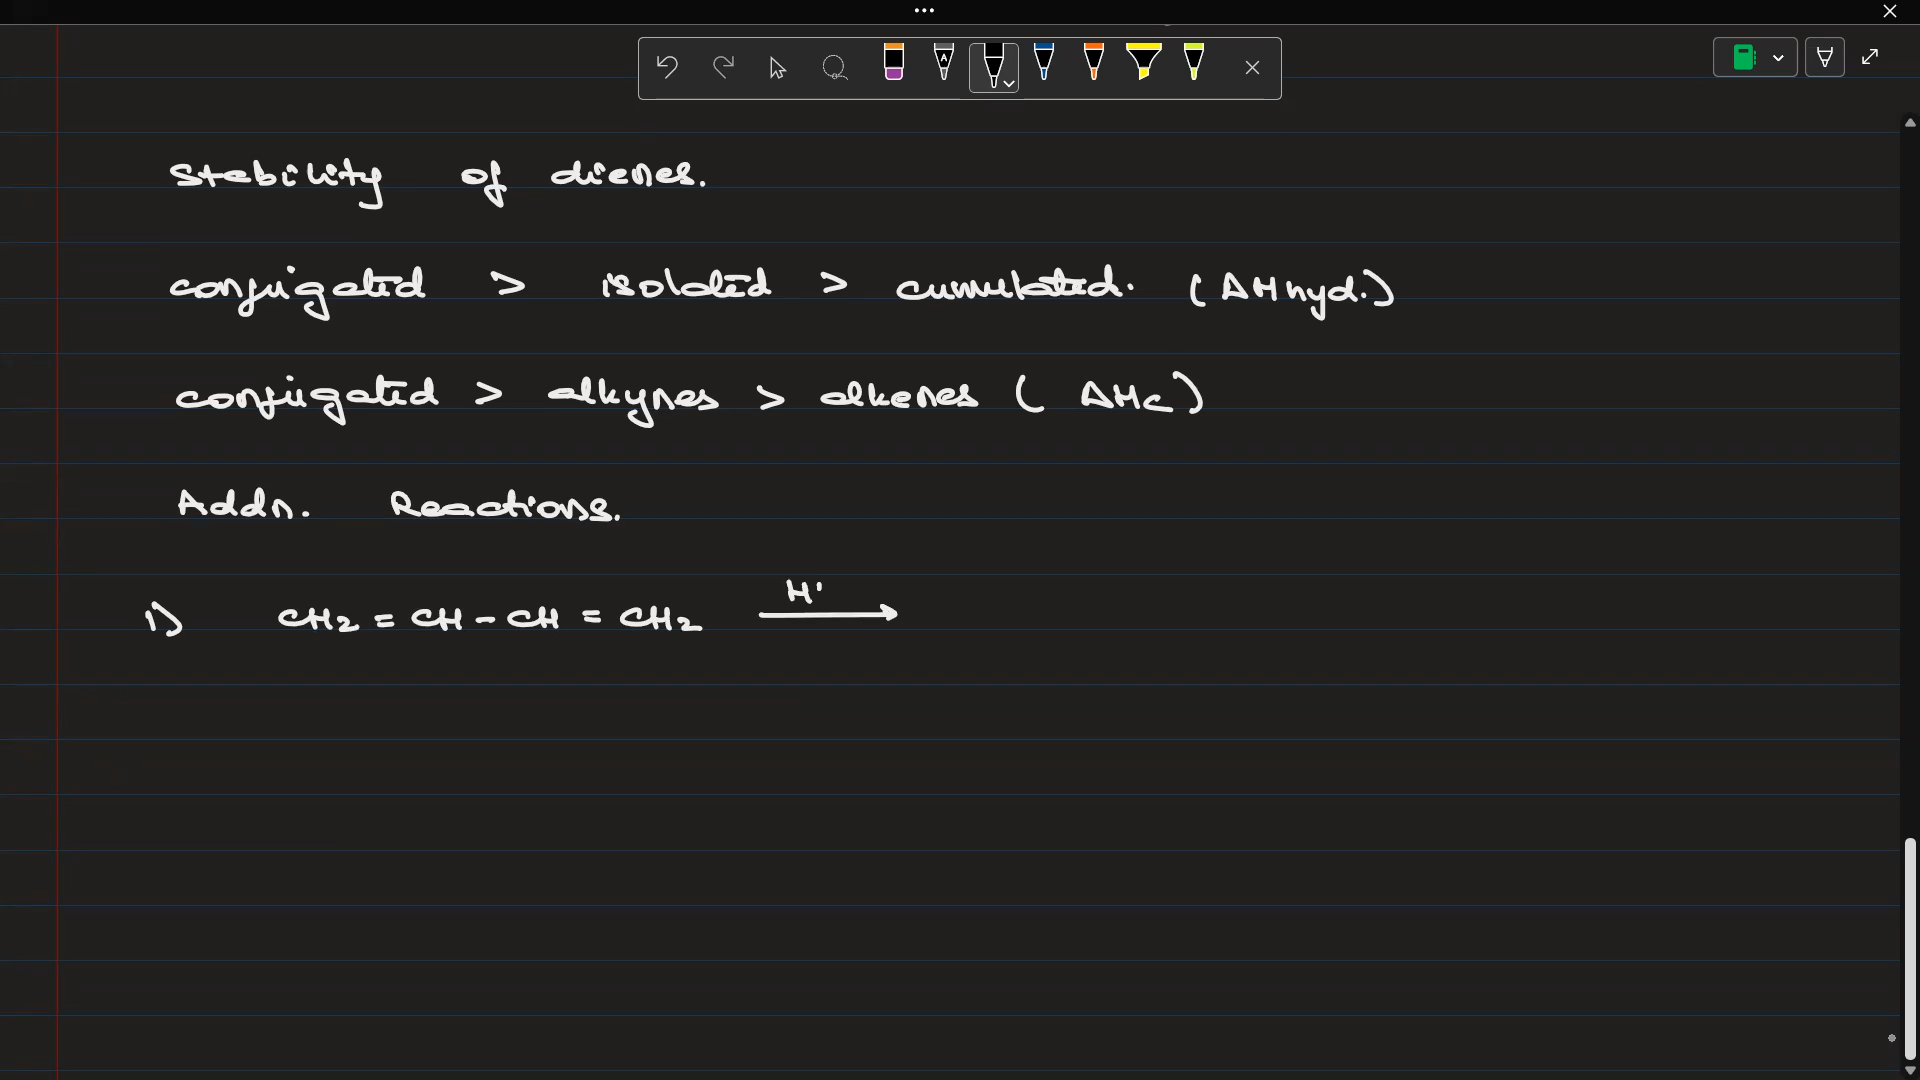 Stability of dienes.
conjugated > isolated > cumulated. (ΔHhyd.)
conjugated > alkynes > alkenes ( ΔHc )
Addn. Reactions.
1) CH2 = CH - CH = CH2 H' →